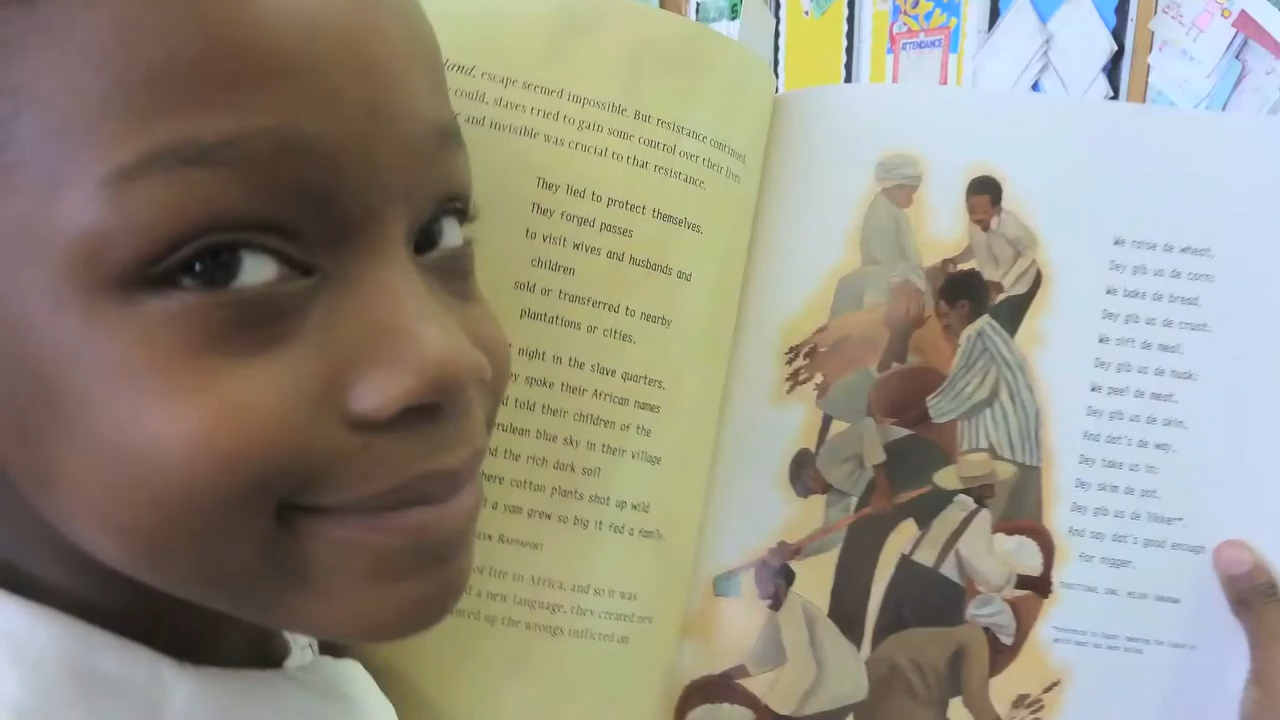 ATTENDANCE
land, escape seemed impossible. But resistance continued.
could, slaves tried to gain some control over their lives
and invisible was crucial to that resistance.
They lied to protect themselves.
They forged passes
to visit wives and husbands and
children
sold or transferred to nearby
plantations or cities.
night in the slave quarters,
spoke their African names
told their children of the
blue sky in their village
the rich dark soil
cotton plants shot up wild
a yam grew so big it fed a family.
RAPPAPORT
of life in Africa, and so it was
a new language, they created new
up the wrongs inflicted on
We raise de wheat,
Dey gib us de corn;
We bake de bread,
Dey gib us de crust;
We sift de meal,
Dey gib us de husk;
We peel de meat,
Dey gib us de skin,
And dat's de way,
Dey take us in;
Dey skim de pot,
Dey gib us de likker*,
And say dat's good enough
for nigger.
TRADITIONAL SONG, MELODY UNKNOWN